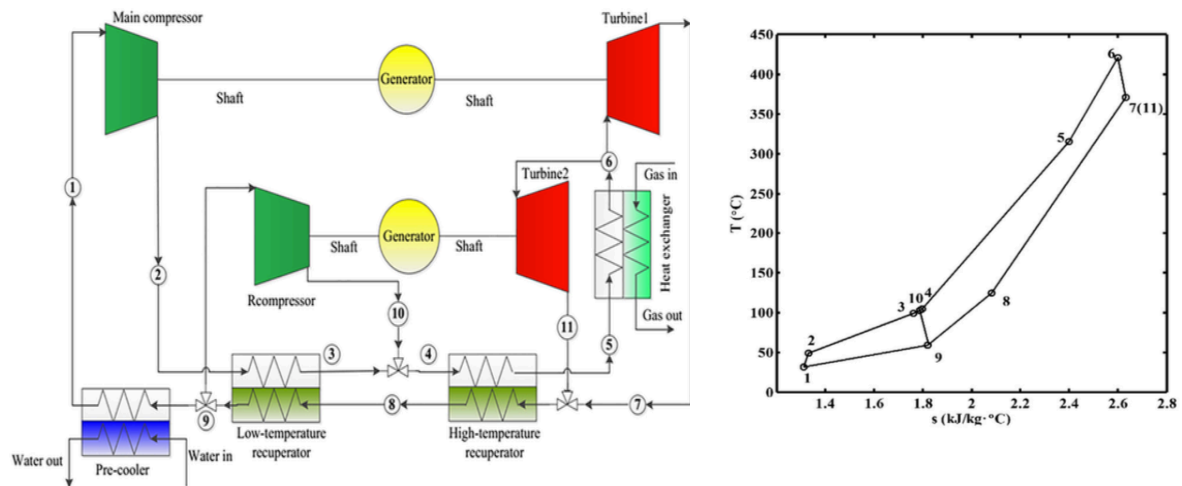 Main compressor
Turbine1
Generator
Shaft
Shaft
1
6
Gas in
Turbine2
Heat exchanger
2
Generator
Shaft
Shaft
Rcompressor
10
11
Gas out
5
3
4
9
8
7
Water out
Water in
Pre-cooler
Low-temperature
recuperator
High-temperature
recuperator
450
400
350
300
250
200
150
100
50
0
T (°C)
6
7(11)
5
8
3
10
4
2
9
1
1.4
1.6
1.8
2.0
2.2
2.4
2.6
2.8
s (kJ/kg·°C)